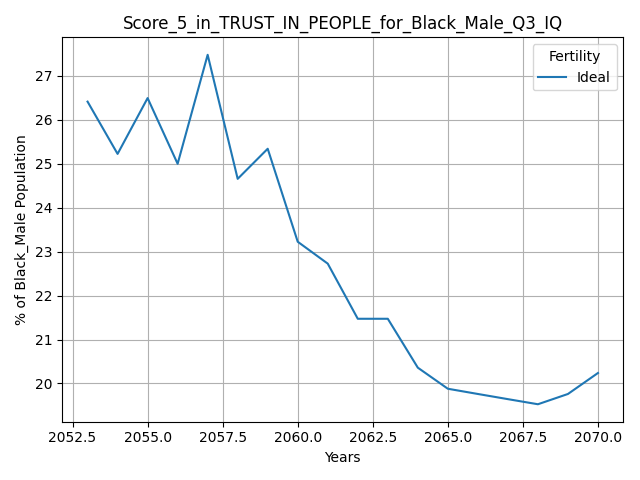 Score_5_in_TRUST_IN_PEOPLE_for_Black_Male_Q3_IQ
Fertility
Ideal
% of Black_Male Population
27
26
25
24
23
22
21
20
2052.5 2055.0 2057.5 2060.0 2062.5 2065.0 2067.5 2070.0
Years